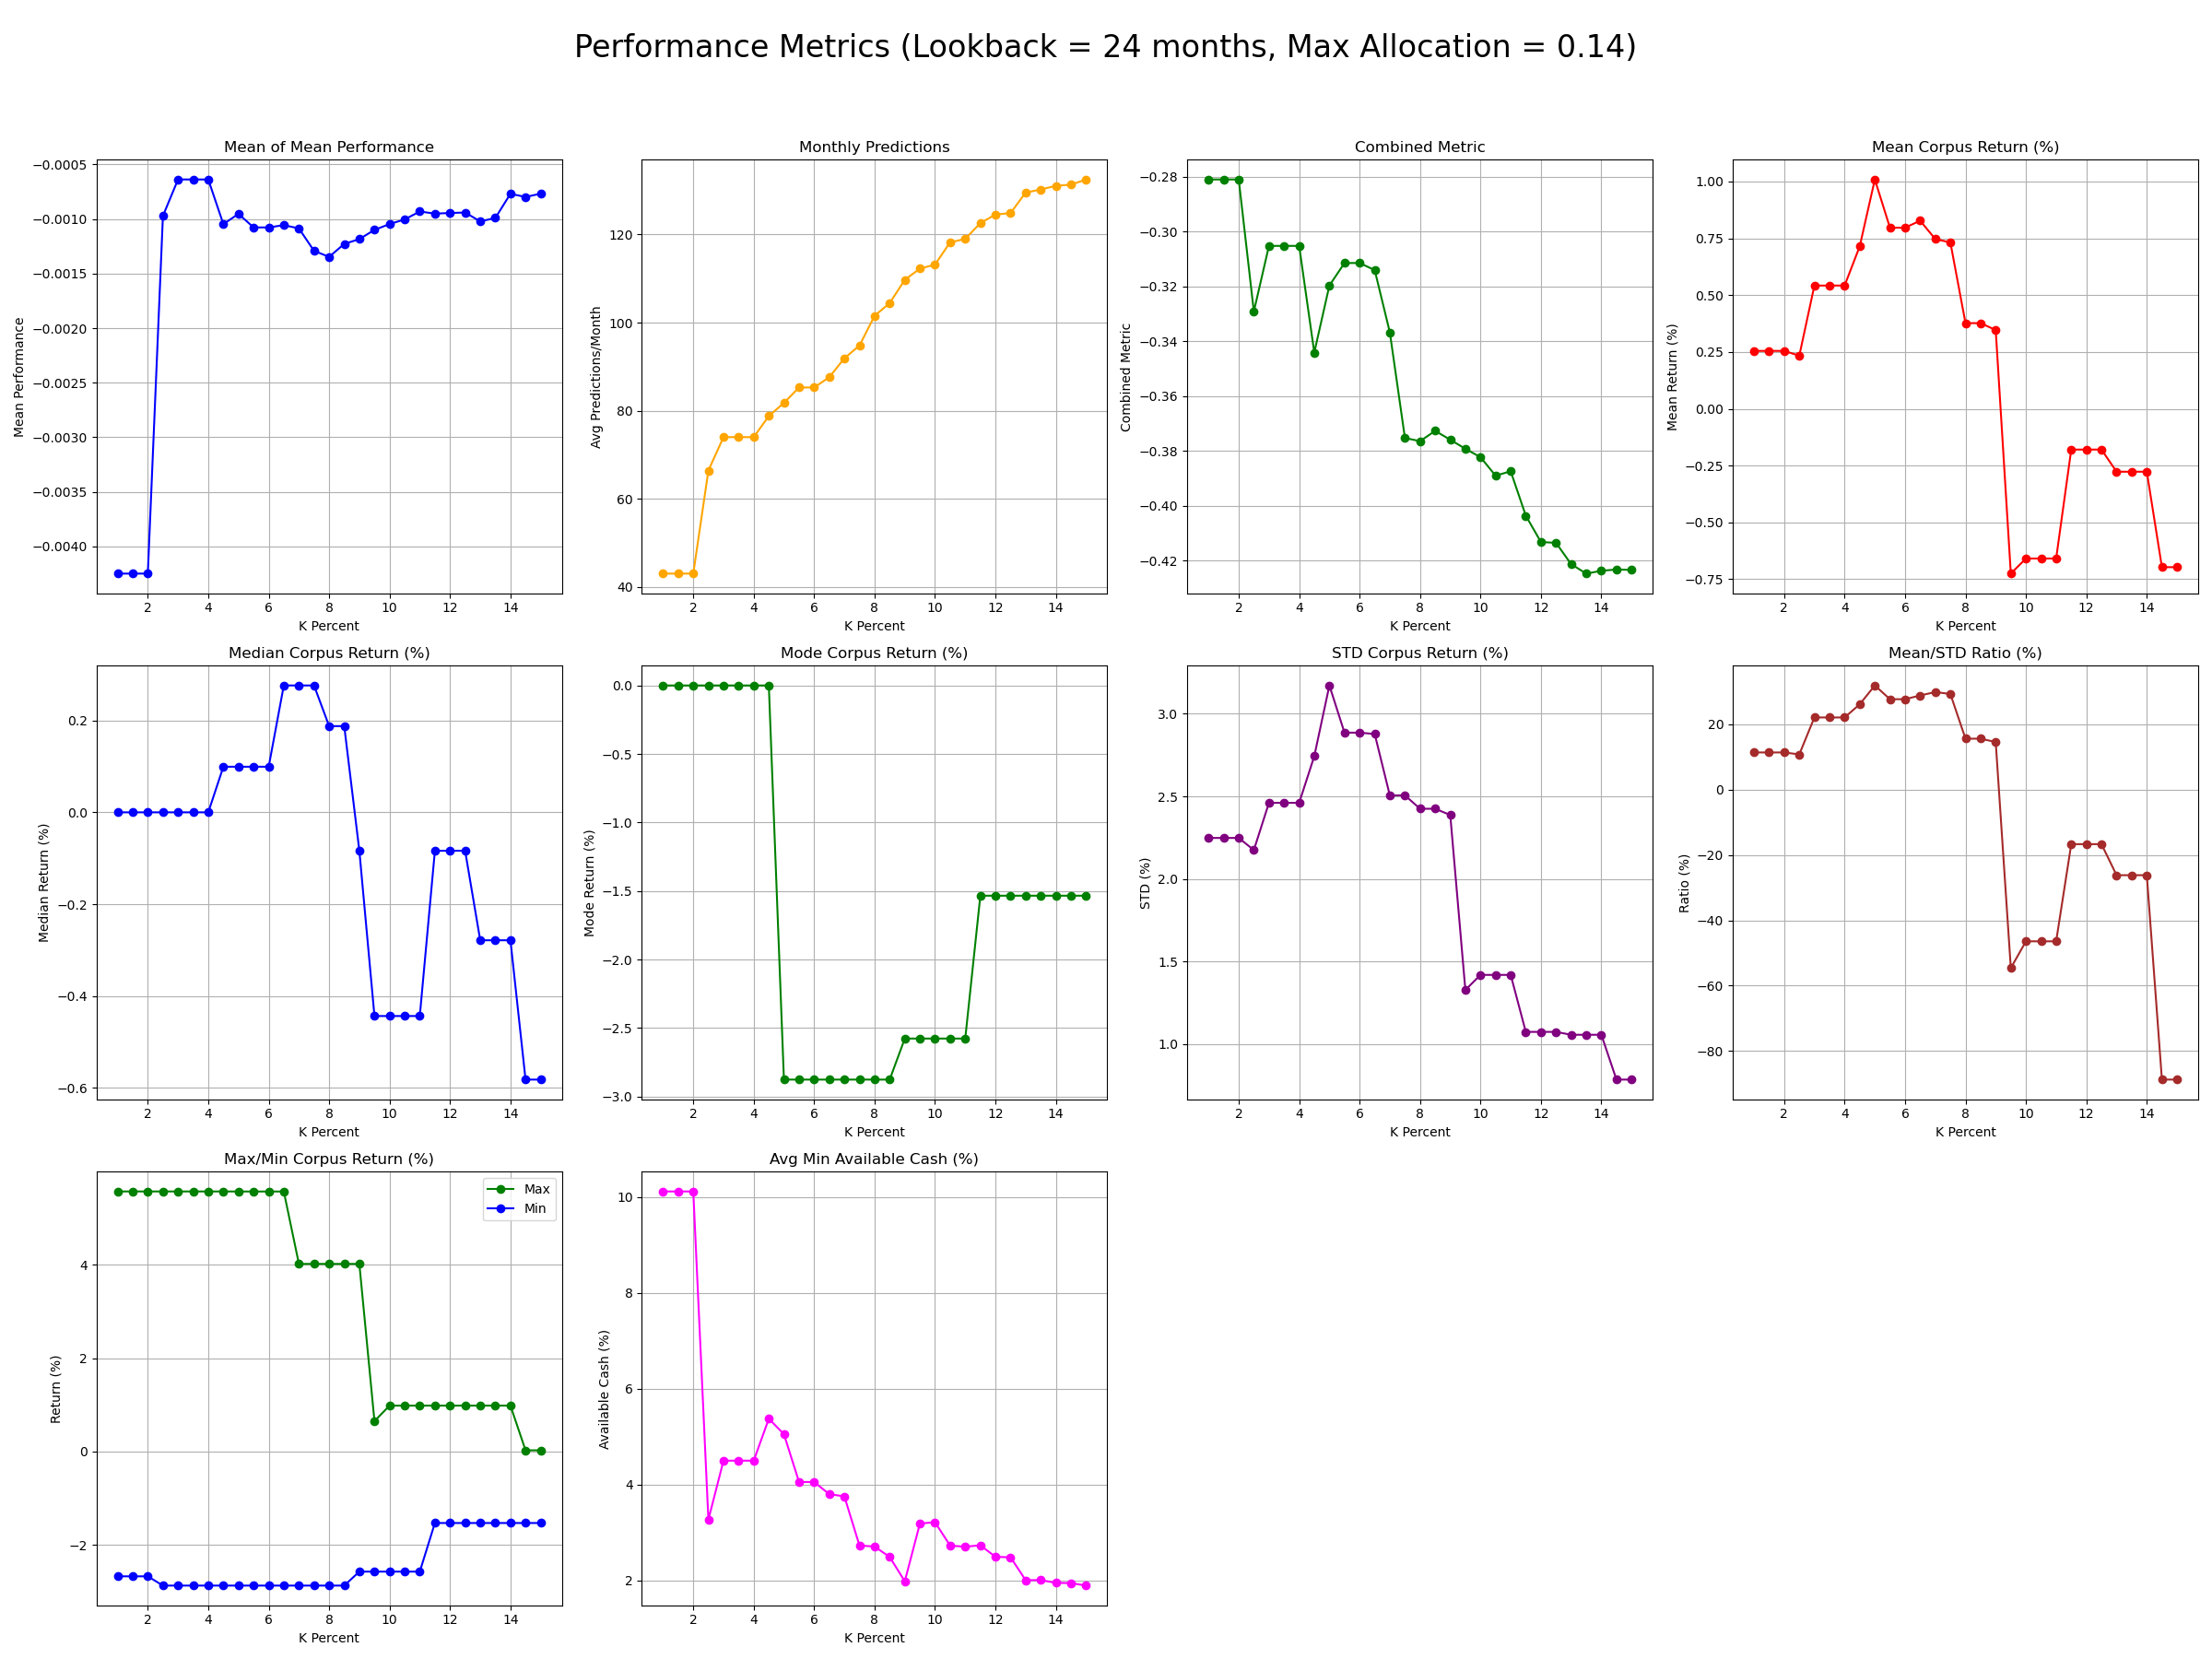 Performance Metrics (Lookback = 24 months, Max Allocation = 0.14)
Mean of Mean Performance
Mean Performance
−0.0005
−0.0010
−0.0015
−0.0020
−0.0025
−0.0030
−0.0035
−0.0040
2 4 6 8 10 12 14
K Percent
Monthly Predictions
Avg Predictions/Month
120
100
80
60
40
2 4 6 8 10 12 14
K Percent
Combined Metric
Combined Metric
−0.28
−0.30
−0.32
−0.34
−0.36
−0.38
−0.40
−0.42
2 4 6 8 10 12 14
K Percent
Mean Corpus Return (%)
Mean Return (%)
1.00
0.75
0.50
0.25
0.00
−0.25
−0.50
−0.75
2 4 6 8 10 12 14
K Percent
Median Corpus Return (%)
Median Return (%)
0.2
0.0
−0.2
−0.4
−0.6
2 4 6 8 10 12 14
K Percent
Mode Corpus Return (%)
Mode Return (%)
0.0
−0.5
−1.0
−1.5
−2.0
−2.5
−3.0
2 4 6 8 10 12 14
K Percent
STD Corpus Return (%)
STD (%)
3.0
2.5
2.0
1.5
1.0
2 4 6 8 10 12 14
K Percent
Mean/STD Ratio (%)
Ratio (%)
20
0
−20
−40
−60
−80
2 4 6 8 10 12 14
K Percent
Max/Min Corpus Return (%)
Return (%)
Max
Min
4
2
0
−2
2 4 6 8 10 12 14
K Percent
Avg Min Available Cash (%)
Available Cash (%)
10
8
6
4
2
2 4 6 8 10 12 14
K Percent